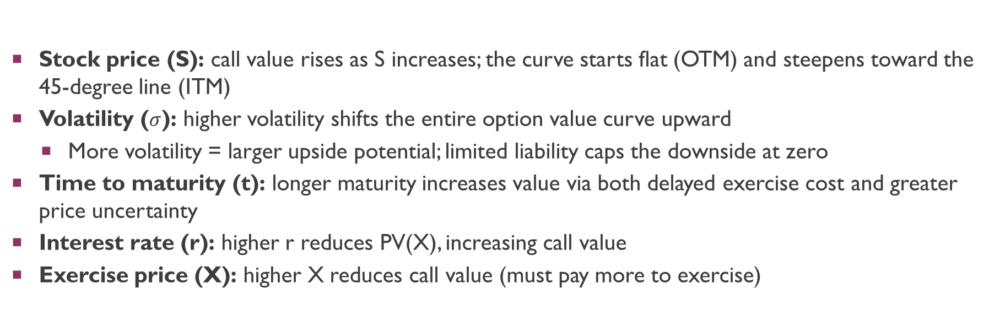 Stock price (S): call value rises as S increases; the curve starts flat (OTM) and steepens toward the
45-degree line (ITM)
Volatility (σ): higher volatility shifts the entire option value curve upward
More volatility = larger upside potential; limited liability caps the downside at zero
Time to maturity (t): longer maturity increases value via both delayed exercise cost and greater
price uncertainty
Interest rate (r): higher r reduces PV(X), increasing call value
Exercise price (X): higher X reduces call value (must pay more to exercise)